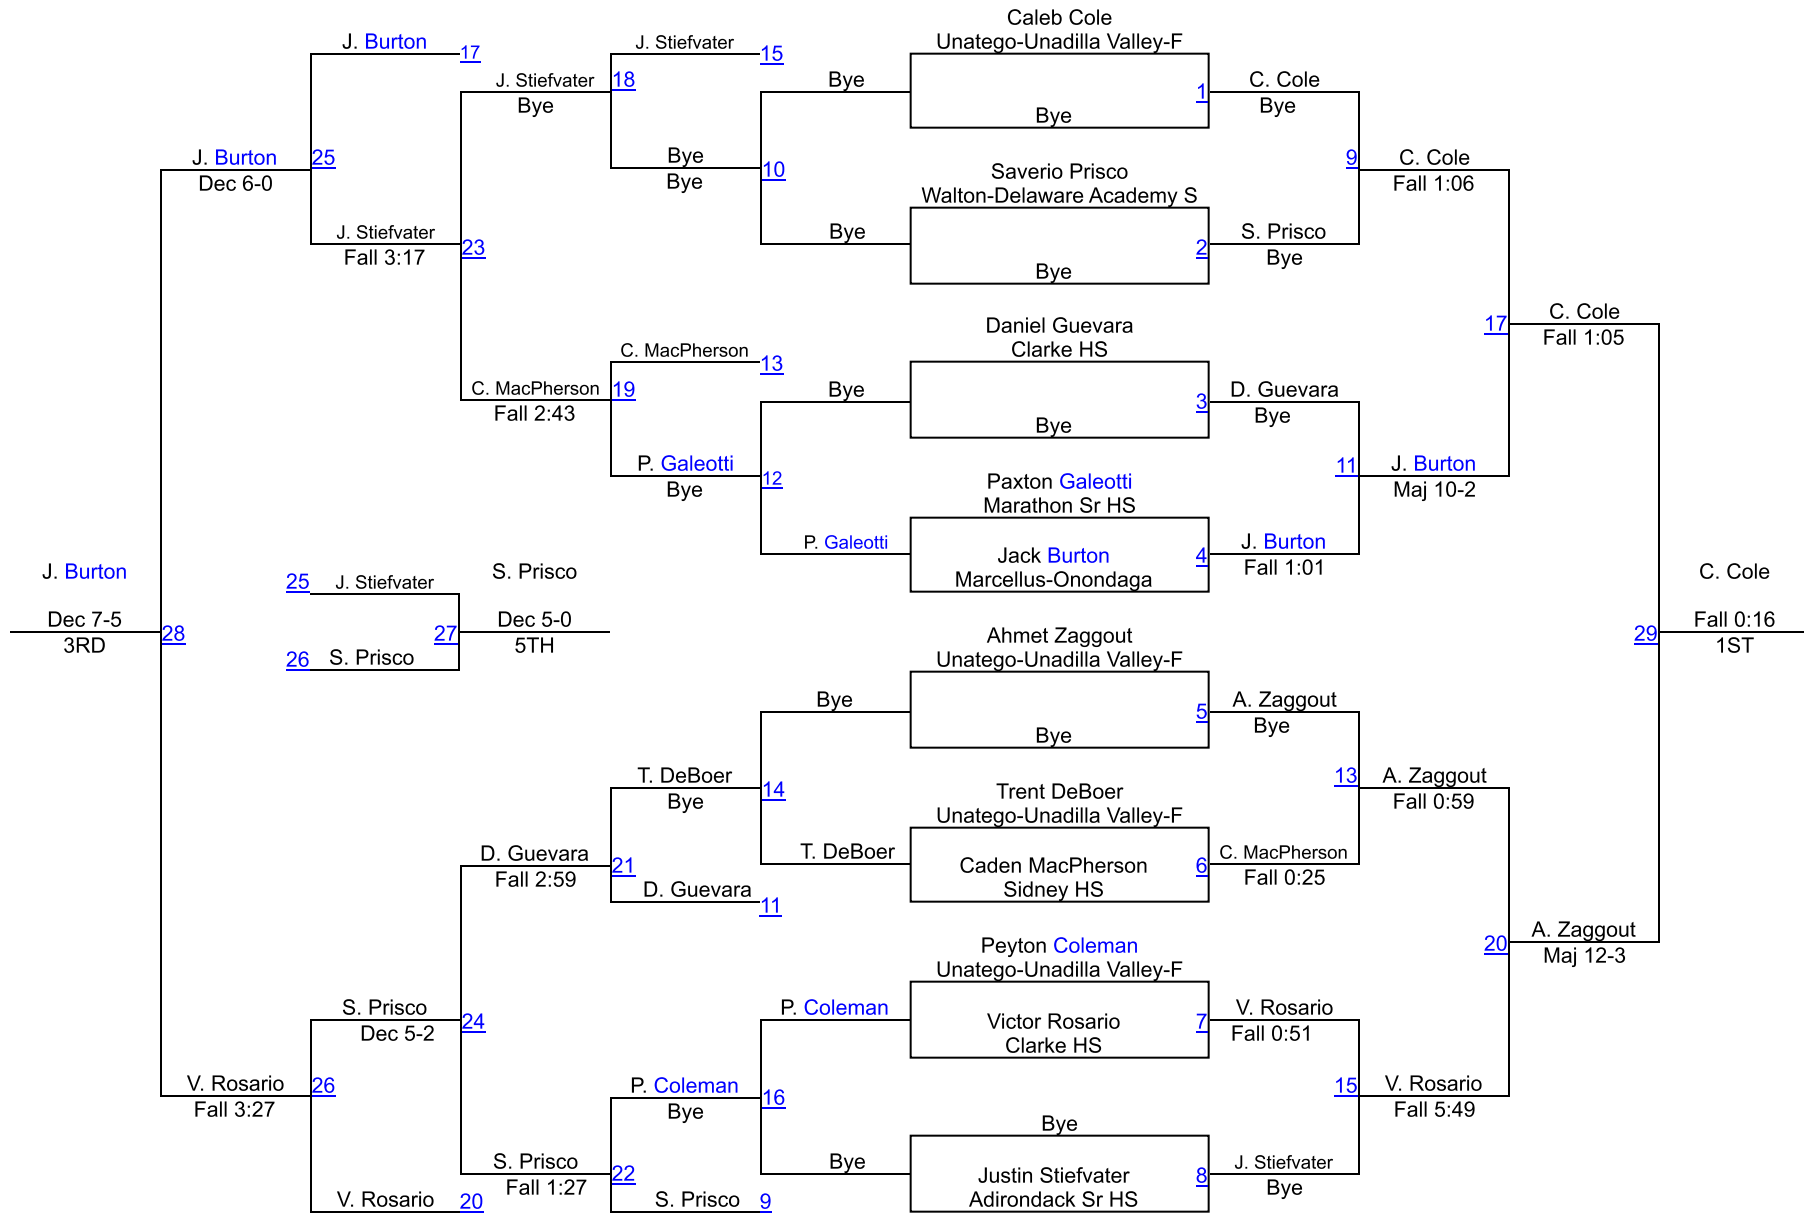 Caleb Cole
Unatego-Unadilla Valley-F
J. Burton
17
J. Stiefvater
15
J. Stiefvater
Bye
18
Bye
1
C. Cole
Bye
Bye
J. Burton
Dec 6-0
25
Bye
Bye
10
Saverio Prisco
Walton-Delaware Academy S
9
C. Cole
Fall 1:06
J. Stiefvater
Fall 3:17
23
Bye
2
Bye
S. Prisco
Bye
Daniel Guevara
Clarke HS
17
C. Cole
Fall 1:05
C. MacPherson
13
C. MacPherson
Fall 2:43
19
Bye
3
Bye
D. Guevara
Bye
P. Galeotti
Bye
12
Paxton Galeotti
Marathon Sr HS
11
J. Burton
Maj 10-2
P. Galeotti
Jack Burton
Marcellus-Onondaga
4
J. Burton
Fall 1:01
J. Burton
Dec 7-5
3RD
28
25
J. Stiefvater
26
S. Prisco
27
S. Prisco
Dec 5-0
5TH
C. Cole
29
Fall 0:16
1ST
Ahmet Zaggout
Unatego-Unadilla Valley-F
Bye
5
Bye
A. Zaggout
Bye
T. DeBoer
Bye
14
Trent DeBoer
Unatego-Unadilla Valley-F
13
A. Zaggout
Fall 0:59
D. Guevara
Fall 2:59
21
T. DeBoer
Caden MacPherson
Sidney HS
6
C. MacPherson
Fall 0:25
D. Guevara
11
Peyton Coleman
Unatego-Unadilla Valley-F
20
A. Zaggout
Maj 12-3
S. Prisco
Dec 5-2
24
P. Coleman
Victor Rosario
Clarke HS
7
V. Rosario
Fall 0:51
V. Rosario
Fall 3:27
26
P. Coleman
Bye
16
15
V. Rosario
Fall 5:49
Bye
S. Prisco
Fall 1:27
22
Bye
Justin Stiefvater
Adirondack Sr HS
8
J. Stiefvater
Bye
V. Rosario
20
S. Prisco
9